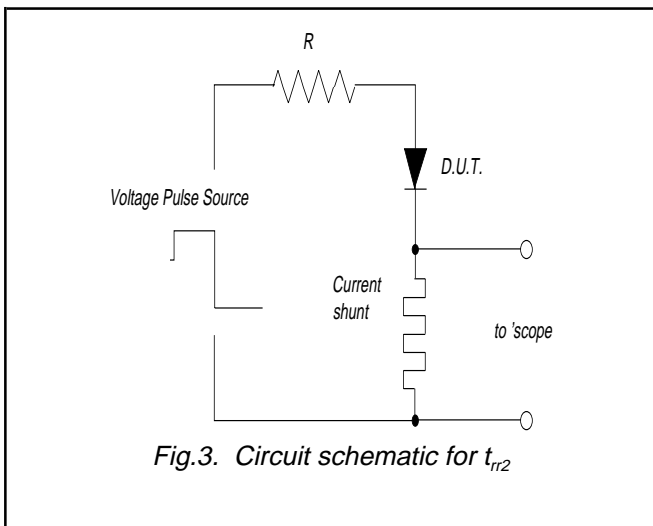 R
D.U.T.
Voltage Pulse Source
Current
shunt
to 'scope
Fig.3. Circuit schematic for trr2